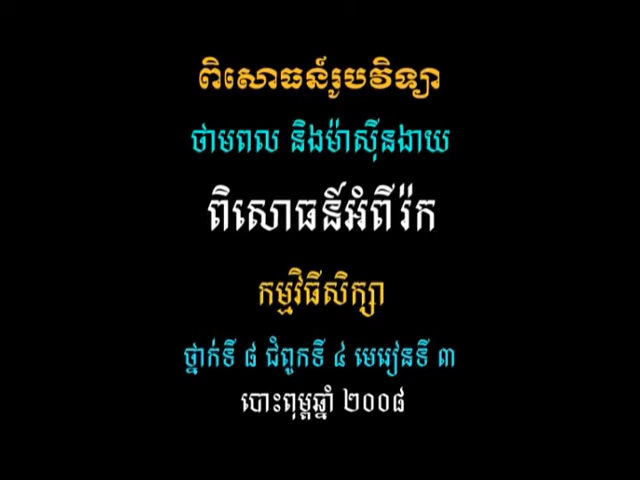 ពិសោធន៍រូបវិទ្យា
ថាមពល និងម៉ាស៊ីនងាយ
ពិសោធន៍អំពីរ៉ក
កម្មវិធីសិក្សា
ថ្នាក់ទី ៨ ជំពូកទី ៤ មេរៀនទី ៣
បោះពុម្ពឆ្នាំ ២០០៨